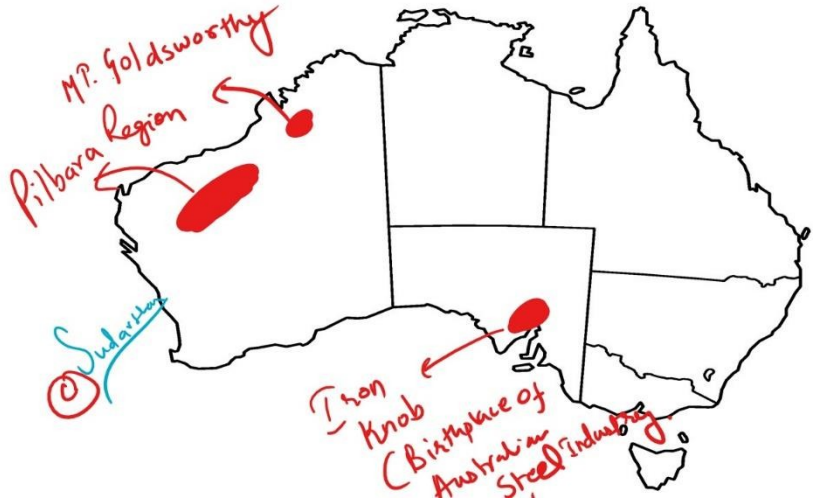 MT. Goldsworthy
Pilbara Region
© Sudarshan
Iron
Knob
(Birthplace of
Australian
Steel Industry.